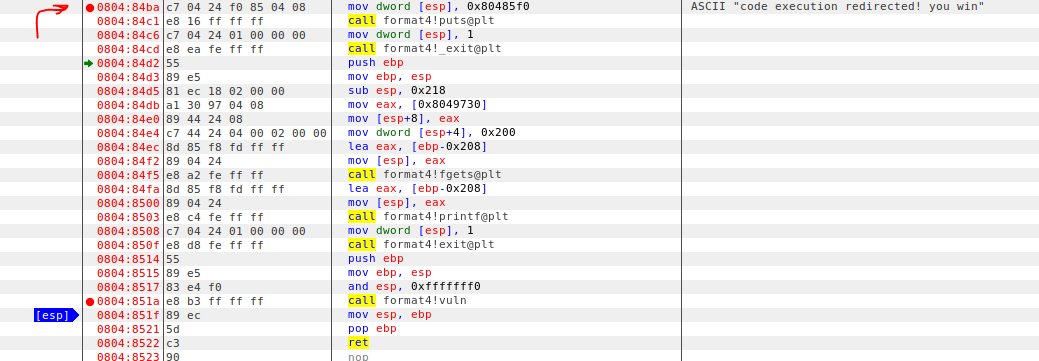 0804:84ba c7 04 24 f0 85 04 08 mov dword [esp], 0x80485f0 ASCII "code execution redirected! you win"
0804:84c1 e8 16 ff ff ff call format4!puts@plt
0804:84c6 c7 04 24 01 00 00 00 mov dword [esp], 1
0804:84cd e8 ea fe ff ff call format4!_exit@plt
0804:84d2 55 push ebp
0804:84d3 89 e5 mov ebp, esp
0804:84d5 81 ec 18 02 00 00 sub esp, 0x218
0804:84db a1 30 97 04 08 mov eax, [0x8049730]
0804:84e0 89 44 24 08 mov [esp+8], eax
0804:84e4 c7 44 24 04 00 02 00 00 mov dword [esp+4], 0x200
0804:84ec 8d 85 f8 fd ff ff lea eax, [ebp-0x208]
0804:84f2 89 04 24 mov [esp], eax
0804:84f5 e8 a2 fe ff ff call format4!fgets@plt
0804:84fa 8d 85 f8 fd ff ff lea eax, [ebp-0x208]
0804:8500 89 04 24 mov [esp], eax
0804:8503 e8 c4 fe ff ff call format4!printf@plt
0804:8508 c7 04 24 01 00 00 00 mov dword [esp], 1
0804:850f e8 d8 fe ff ff call format4!exit@plt
0804:8514 55 push ebp
0804:8515 89 e5 mov ebp, esp
0804:8517 83 e4 f0 and esp, 0xfffffff0
0804:851a e8 b3 ff ff ff call format4!vuln
[esp] 0804:851f 89 ec mov esp, ebp
0804:8521 5d pop ebp
0804:8522 c3 ret
0804:8523 90 nop